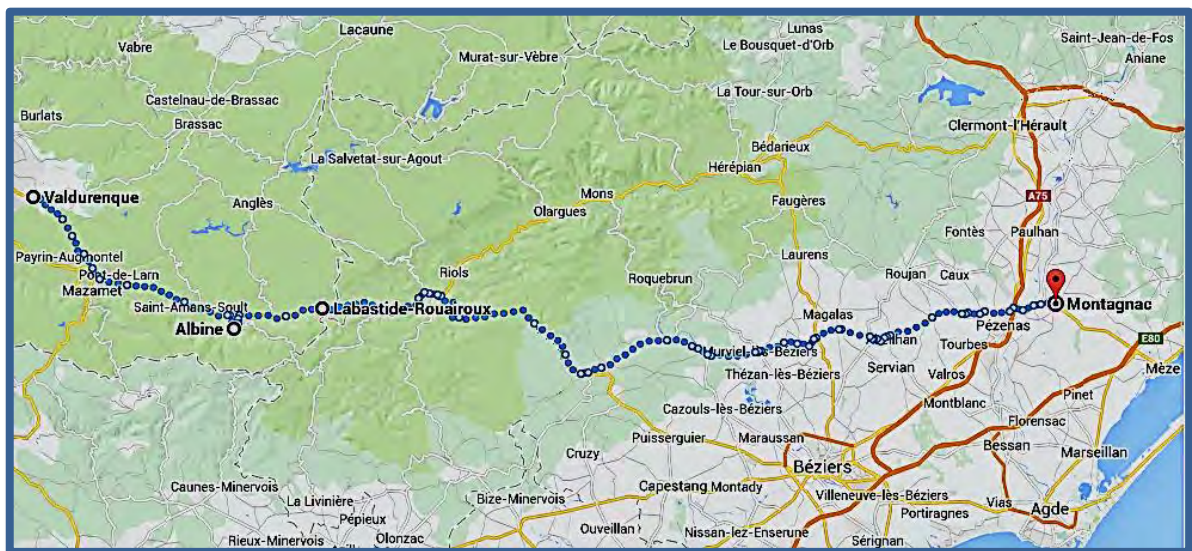 Lacaune
Lunas
Saint-Jean-de-Fos
Vabre
Le Bousquet-d'Orb
Murat-sur-Vèbre
Aniane
Castelnau-de-Brassac
La Tour-sur-Orb
Burlats
Brassac
Clermont-l'Hérault
La Salvetat-sur-Agout
Bédarieux
Hérépian
Mons
A75
Valdurenque
Anglès
Olargues
Faugères
Fontès
Paulhan
Payrin-Augmontel
Laurens
Pont-de-Larn
Riols
Roquebrun
Roujan
Caux
Mazamet
Saint-Amans-Soult
Labastide-Rouairoux
Montagnac
Albine
Magalas
Pézenas
E80
Tourbes
Thézan-lès-Béziers
Servian
Valros
Mèze
Pinet
Cazouls-lès-Béziers
Montblanc
Florensac
Puisserguier
Maraussan
Bessan
Marseillan
Cruzy
Béziers
Caunes-Minervois
Capestang
Montady
Villeneuve-lès-Béziers
La Livinière
Bize-Minervois
Vias
Agde
Portiragnes
Pépieux
Ouveillan
Nissan-lez-Enserune
Rieux-Minervois
Olonzac
Sérignan